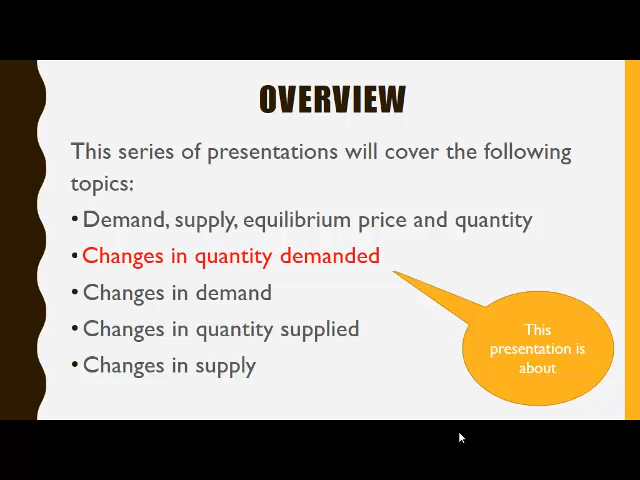 OVERVIEW
This series of presentations will cover the following
topics:
• Demand, supply, equilibrium price and quantity
• Changes in quantity demanded
• Changes in demand
• Changes in quantity supplied
• Changes in supply
This
presentation is
about